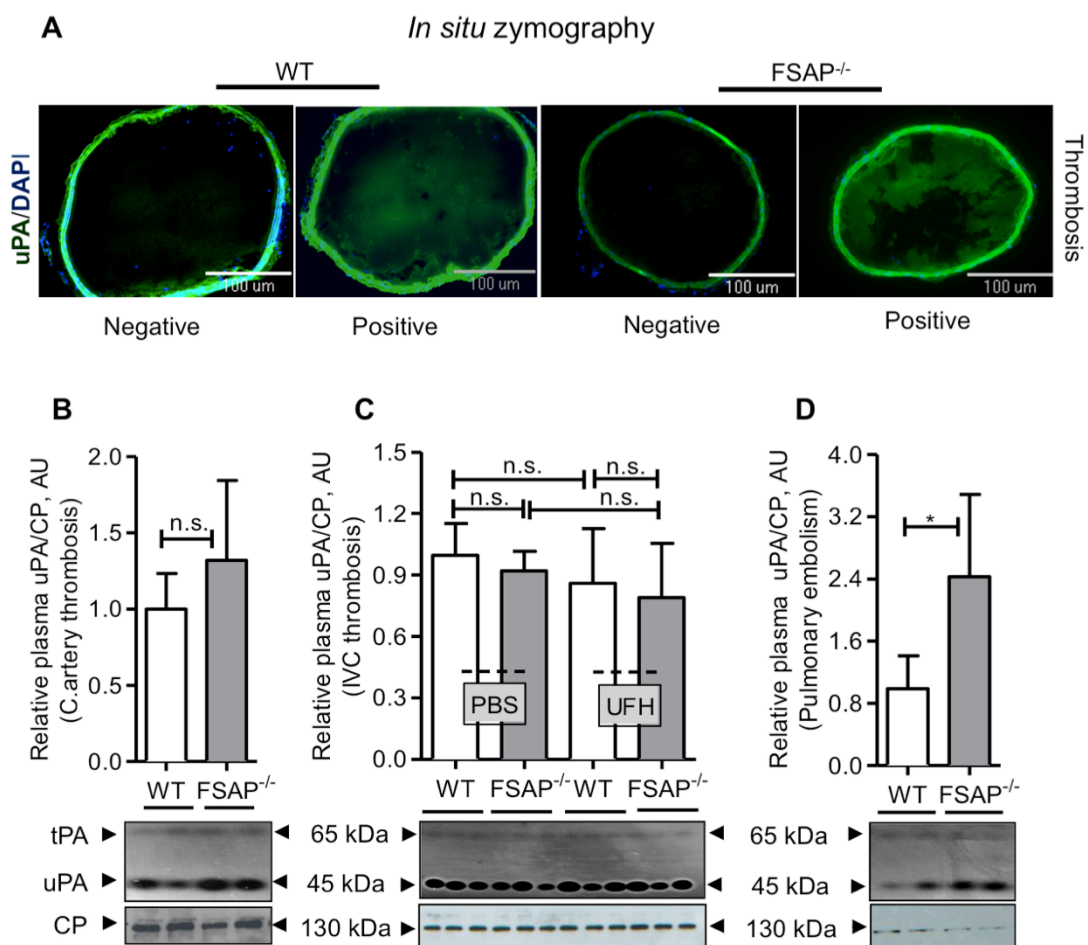 A
In situ zymography
WT
FSAP-/-
uPA/DAPI
Thrombosis
100 um
100 um
100 um
100 um
Negative
Positive
Negative
Positive
B
Relative plasma uPA/CP, AU
(C.artery thrombosis)
2.0
1.5
1.0
1.5
0.0
n.s.
WT
FSAP-/-
C
Relative plasma uPA/CP, AU
(IVC thrombosis)
1.5
1.2
0.9
0.6
0.3
0.0
n.s.
n.s.
n.s.
n.s.
PBS
UFH
WT
FSAP-/-
WT
FSAP-/-
D
Relative plasma uPA/CP, AU
(Pulmonary embolism)
4.0
3.2
2.4
1.6
0.8
0.0
*
WT
FSAP-/-
tPA
65 kDa
65 kDa
uPA
45 kDa
45 kDa
CP
130 kDa
130 kDa